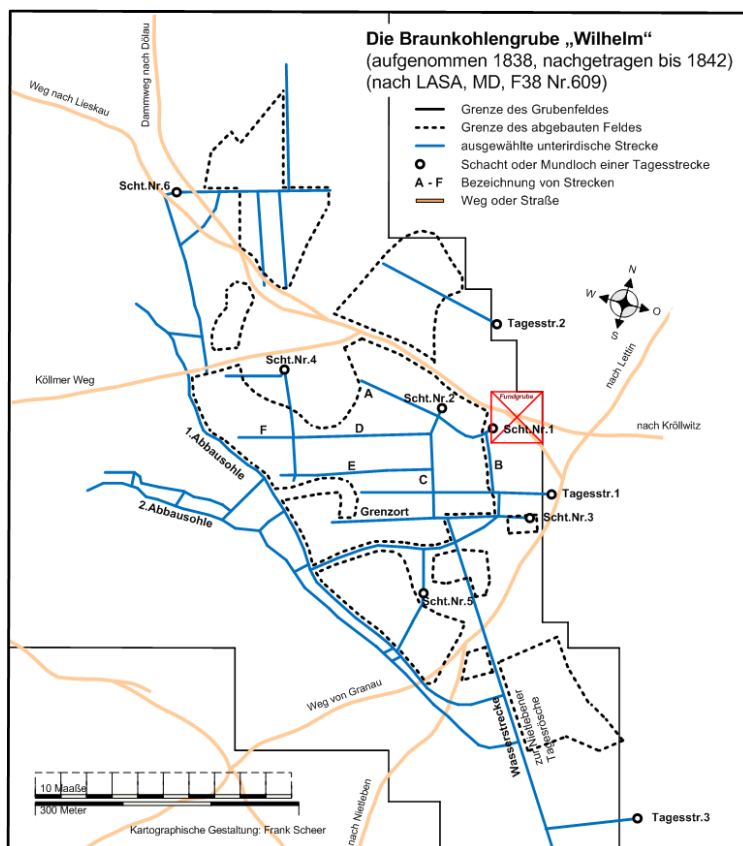 Die Braunkohlengrube „Wilhelm“
(aufgenommen 1838, nachgetragen bis 1842)
(nach LASA, MD, F38 Nr.609)
Grenze des Grubenfeldes
Grenze des abgebauten Feldes
ausgewählte unterirdische Strecke
Schacht oder Mundloch einer Tagesstrecke
A - F Bezeichnung von Strecken
Weg oder Straße
Weg nach Lieskau
Dammweg nach Dölau
Scht.Nr.6
N
W
O
S
Tagesstr.2
nach Lettin
Scht.Nr.4
Köllmer Weg
A
Scht.Nr.2
Fundgrube
Scht.Nr.1
nach Kröllwitz
F
D
1.Abbausohle
E
B
C
Tagesstr.1
2.Abbausohle
Grenzort
Scht.Nr.3
Scht.Nr.5
Weg von Granau
Wasserstrecke
zur Nietlebener
Tagesrösche
10 Maaße
300 Meter
Tagesstr.3
Kartographische Gestaltung: Frank Scheer
nach Nietleben